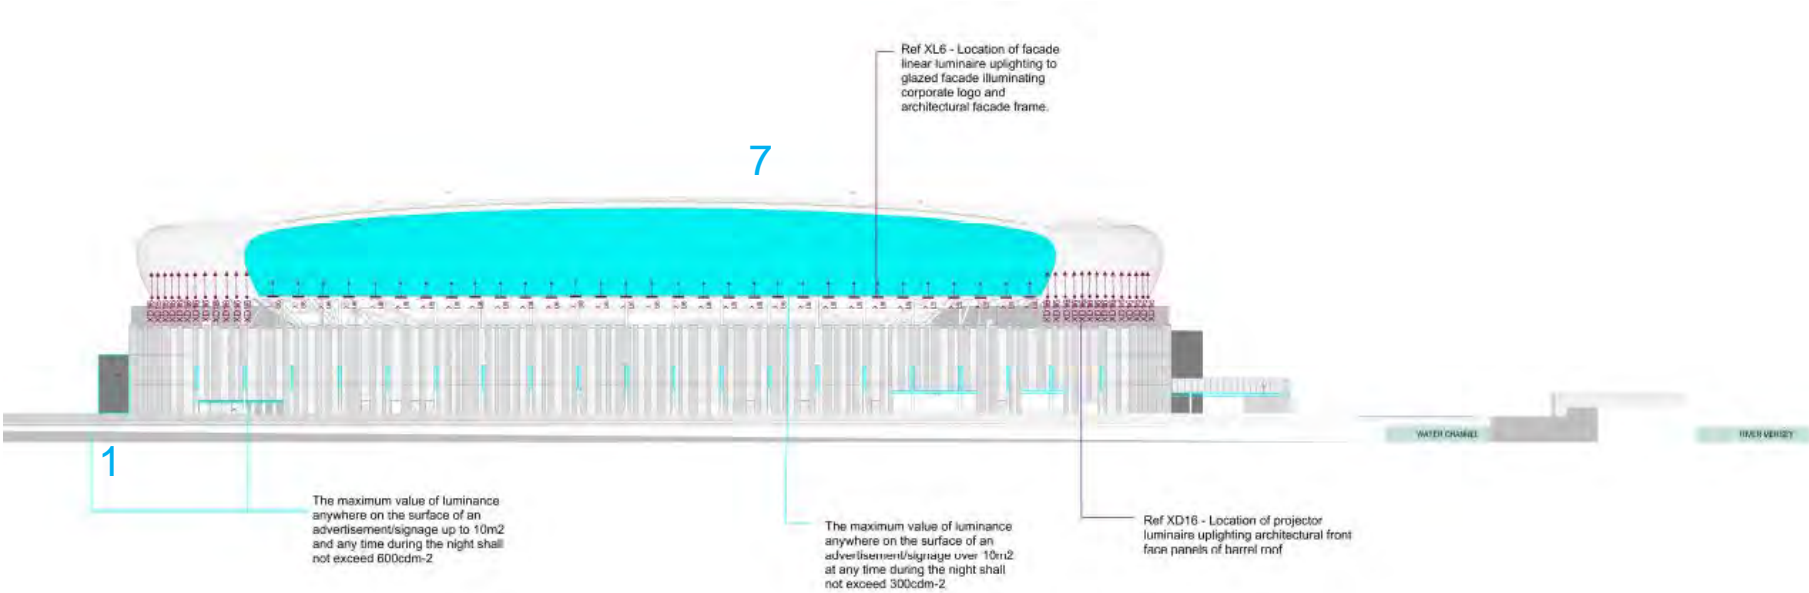 Ref XL6 - Location of facade
linear luminaire uplighting to
glazed facade illuminating
corporate logo and
architectural facade frame.
7
WATER CHANNEL
RIVER MERSEY
1
The maximum value of luminance
anywhere on the surface of an
advertisement/signage up to 10m2
and any time during the night shall
not exceed 600cdm-2
The maximum value of luminance
anywhere on the surface of an
advertisement/signage over 10m2
at any time during the night shall
not exceed 300cdm-2
Ref XD16 - Location of projector
luminaire uplighting architectural front
face panels of barrel roof